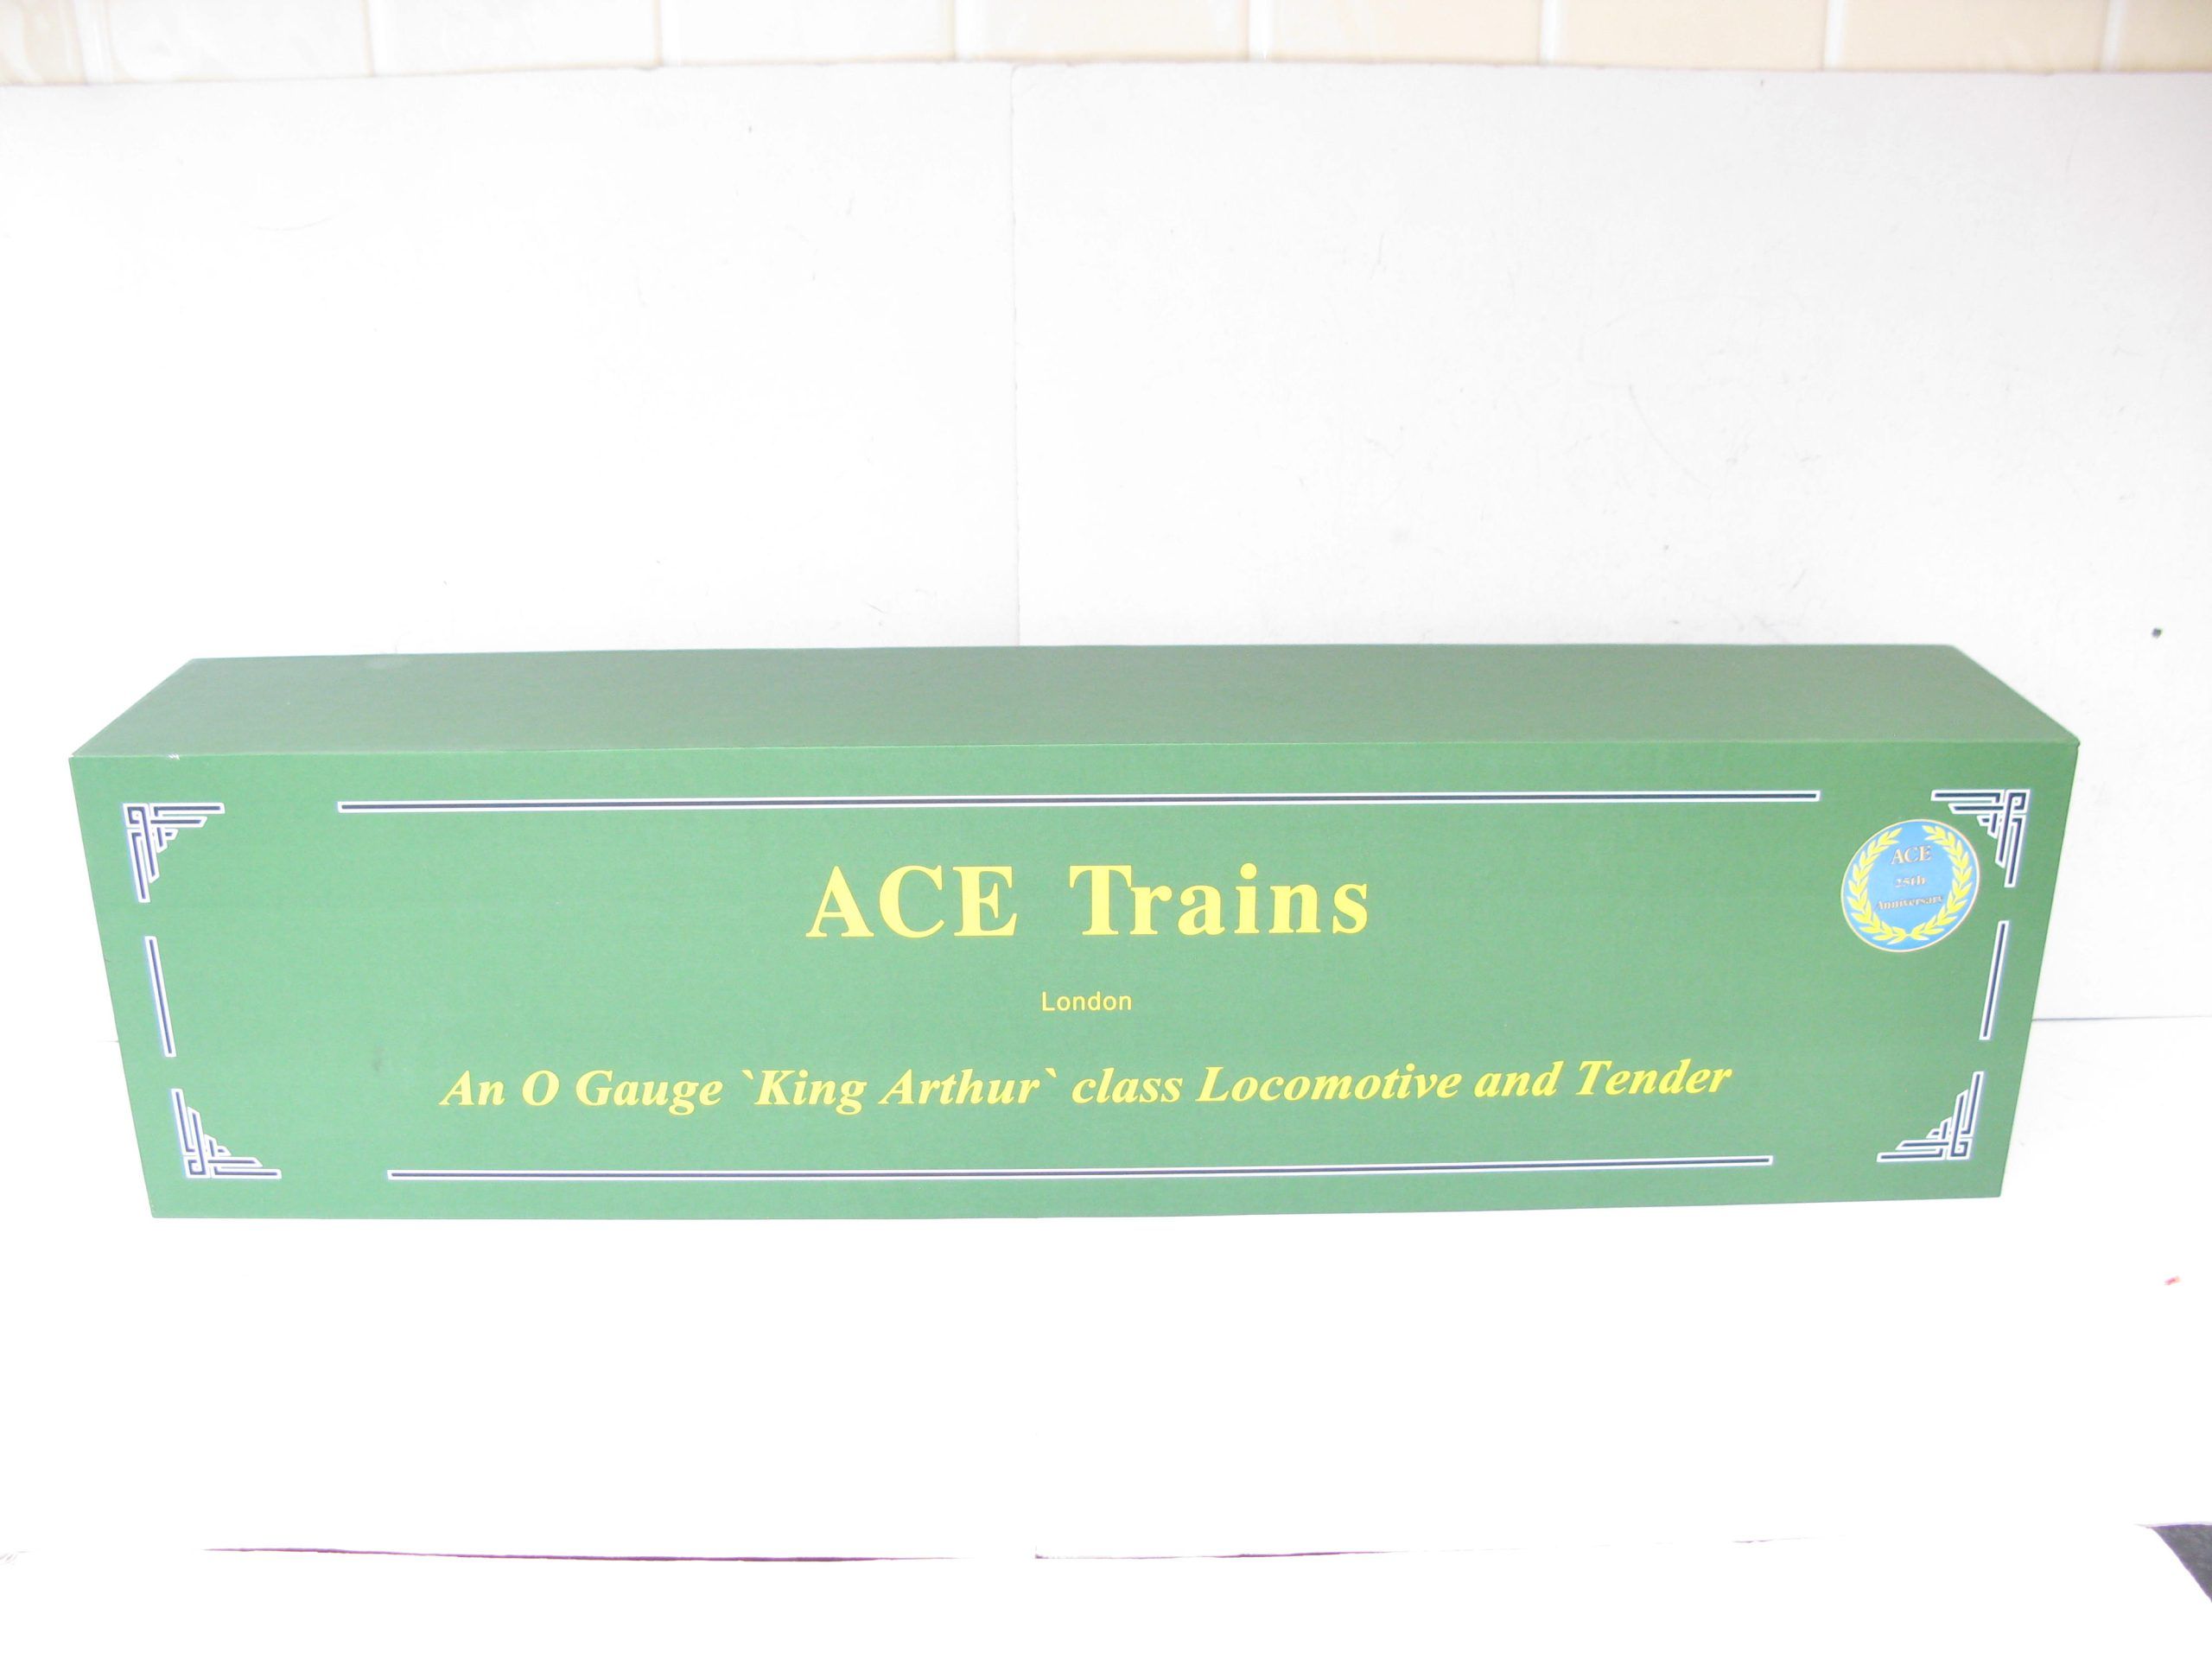 ACE Trains
ACE
25th
Anniversary
London
An O Gauge `King Arthur` class Locomotive and Tender